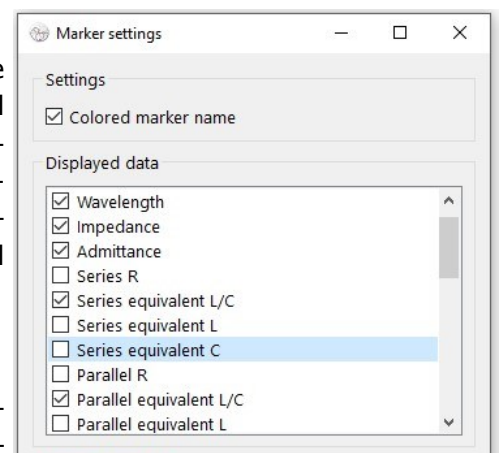 Marker settings
Settings
Colored marker name
Displayed data
Wavelength
Impedance
Admittance
Series R
Series equivalent L/C
Series equivalent L
Series equivalent C
Parallel R
Parallel equivalent L/C
Parallel equivalent L